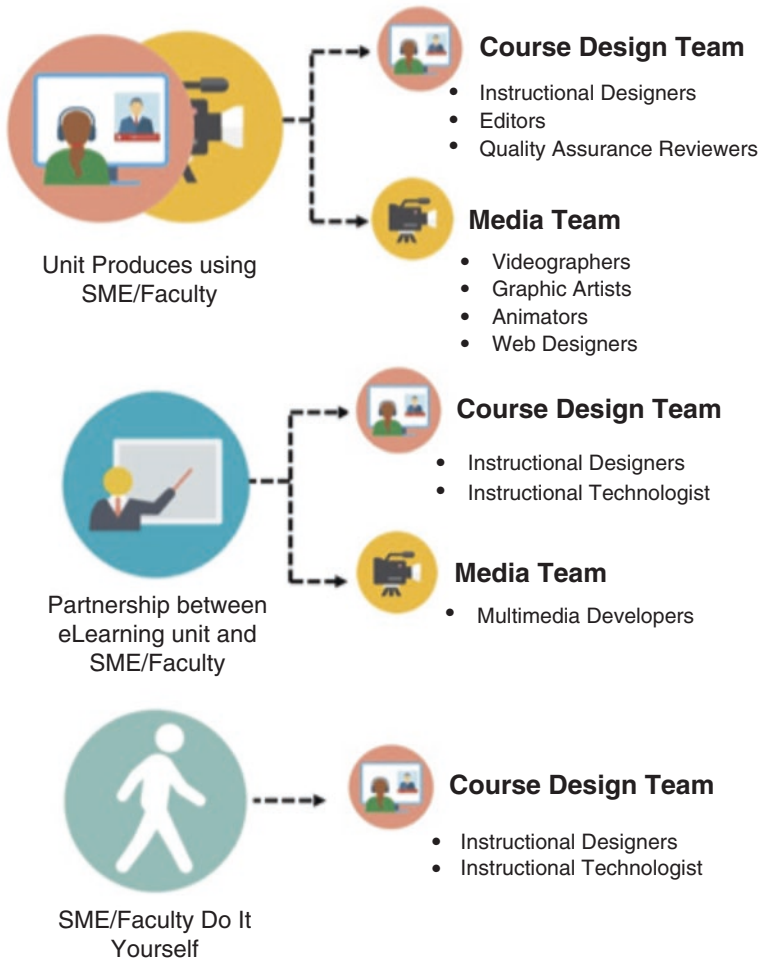 Course Design Team
• Instructional Designers
• Editors
• Quality Assurance Reviewers
Unit Produces using
SME/Faculty
Media Team
• Videographers
• Graphic Artists
• Animators
• Web Designers
Course Design Team
• Instructional Designers
• Instructional Technologist
Partnership between
eLearning unit and
SME/Faculty
Media Team
• Multimedia Developers
Course Design Team
• Instructional Designers
• Instructional Technologist
SME/Faculty Do It
Yourself